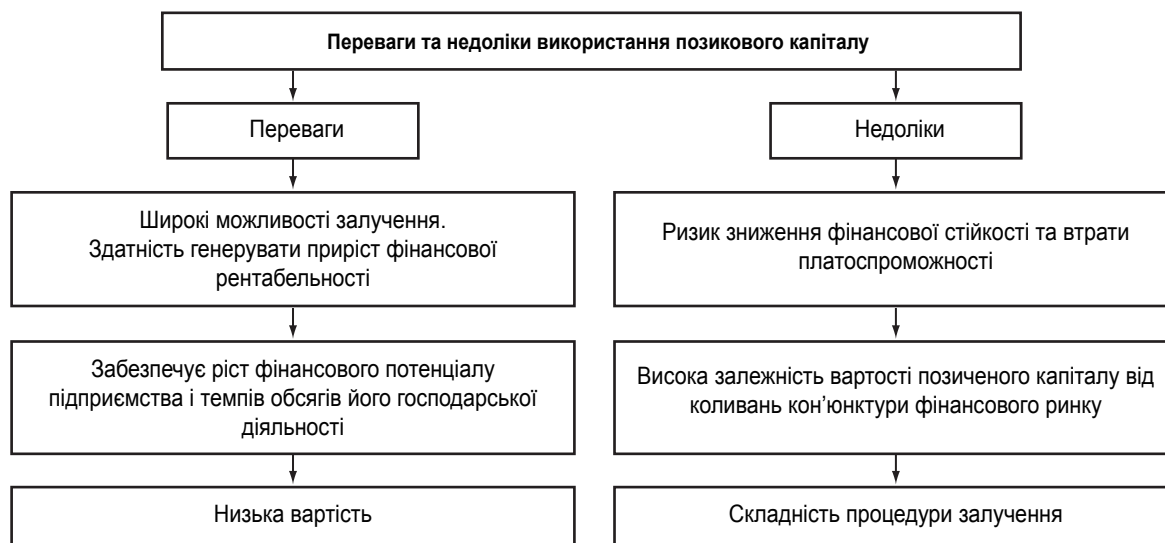 Переваги та недоліки використання позикового капіталу
Переваги
Недоліки
Широкі можливості залучення.
Здатність генерувати приріст фінансової
рентабельності
Ризик зниження фінансової стійкості та втрати
платоспроможності
Забезпечує ріст фінансового потенціалу
підприємства і темпів обсягів його господарської
діяльності
Висока залежність вартості позиченого капіталу від
коливань кон’юнктури фінансового ринку
Низька вартість
Складність процедури залучення